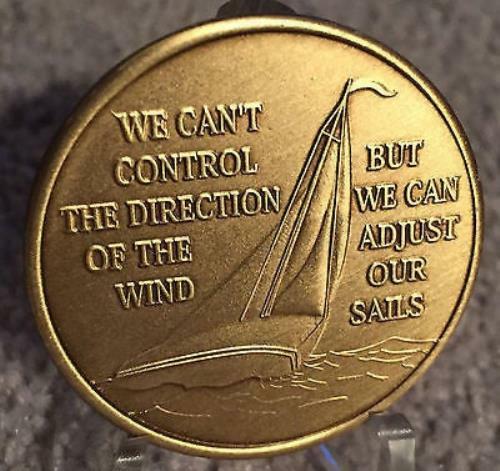 WE CAN'T
CONTROL
THE DIRECTION
OF THE
WIND
BUT
WE CAN
ADJUST
OUR
SAILS